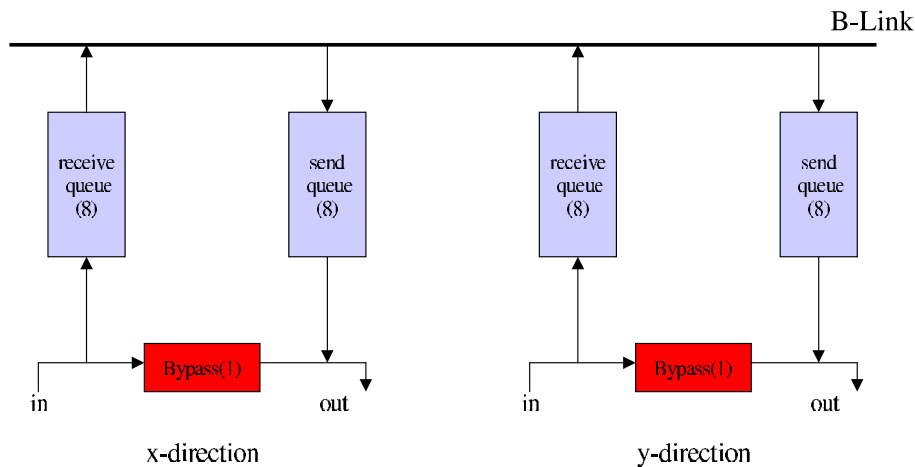 B-Link
receive
queue
(8)
send
queue
(8)
receive
queue
(8)
send
queue
(8)
Bypass(1)
Bypass(1)
in
out
in
out
x-direction
y-direction